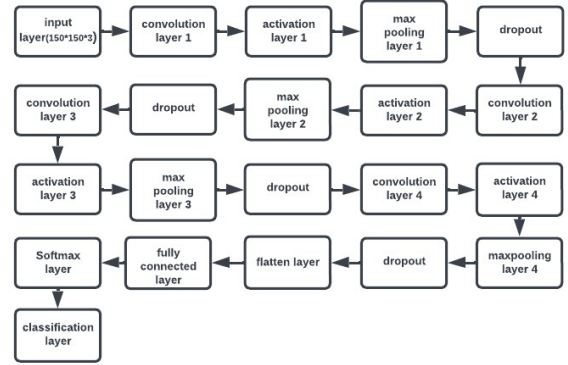 input
layer(150*150*3)
convolution
layer 1
activation
layer 1
max
pooling
layer 1
dropout
convolution
layer 2
activation
layer 2
max
pooling
layer 2
dropout
convolution
layer 3
activation
layer 3
max
pooling
layer 3
dropout
convolution
layer 4
activation
layer 4
maxpooling
layer 4
dropout
flatten layer
fully
connected
layer
Softmax
layer
classification
layer